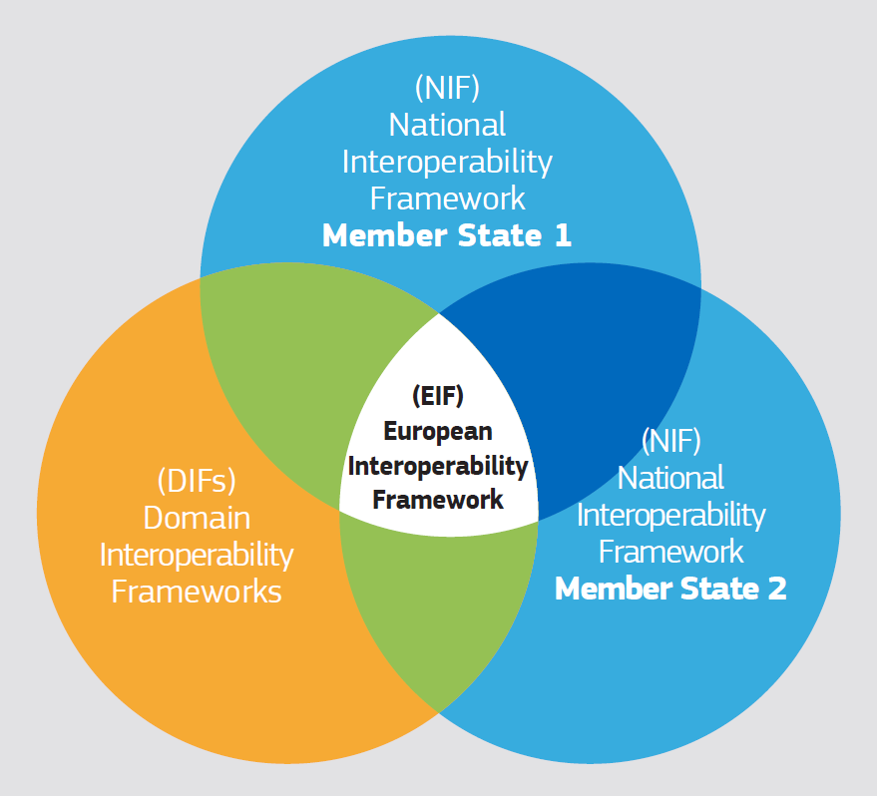 (NIF)
National
Interoperability
Framework
Member State 1
(EIF)
European
Interoperability
Framework
(DIFs)
Domain
Interoperability
Frameworks
(NIF)
National
Interoperability
Framework
Member State 2